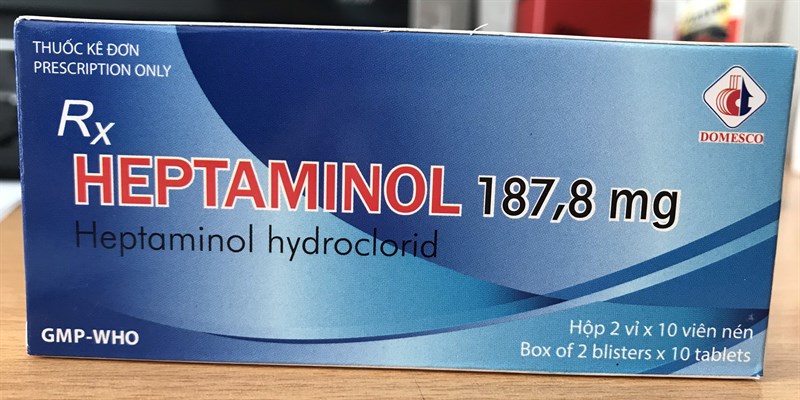 THUỐC KÊ ĐƠN
PRESCRIPTION ONLY
Rx
HEPTAMINOL 187,8 mg
Heptaminol hydroclorid
DOMESCO
GMP-WHO
Hộp 2 vỉ x 10 viên nén
Box of 2 blisters x 10 tablets